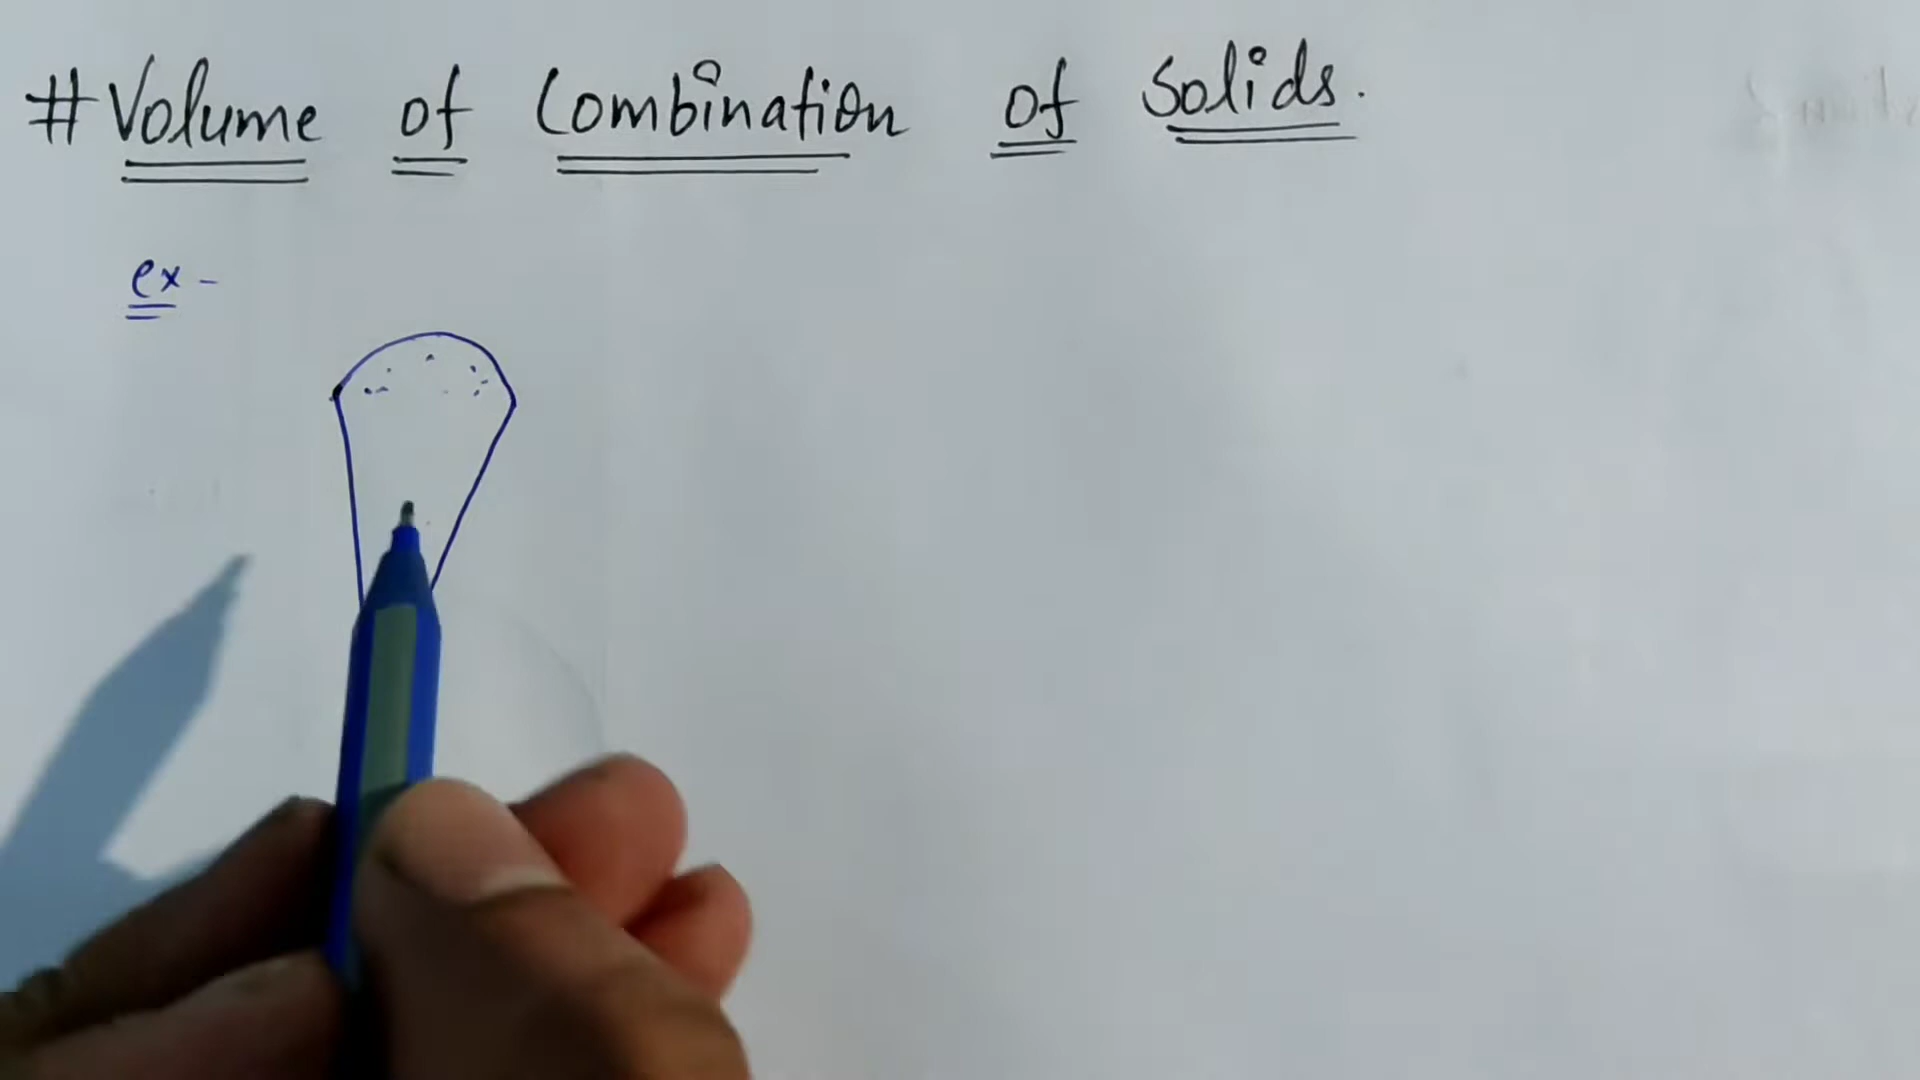 # Volume of Combination of Solids.
ex -